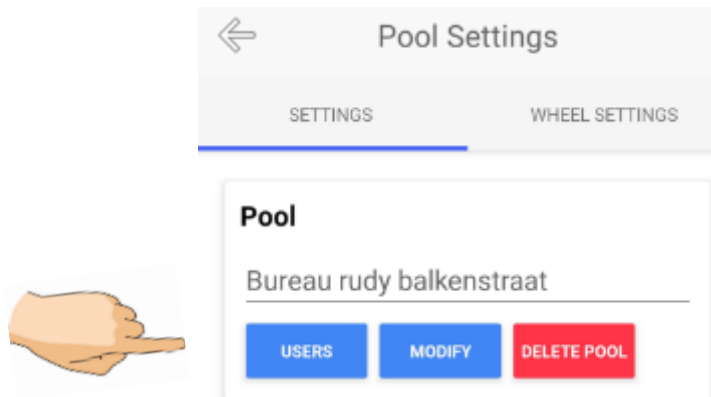 Pool Settings
SETTINGS WHEEL SETTINGS
Pool
Bureau rudy balkenstraat
USERS MODIFY DELETE POOL